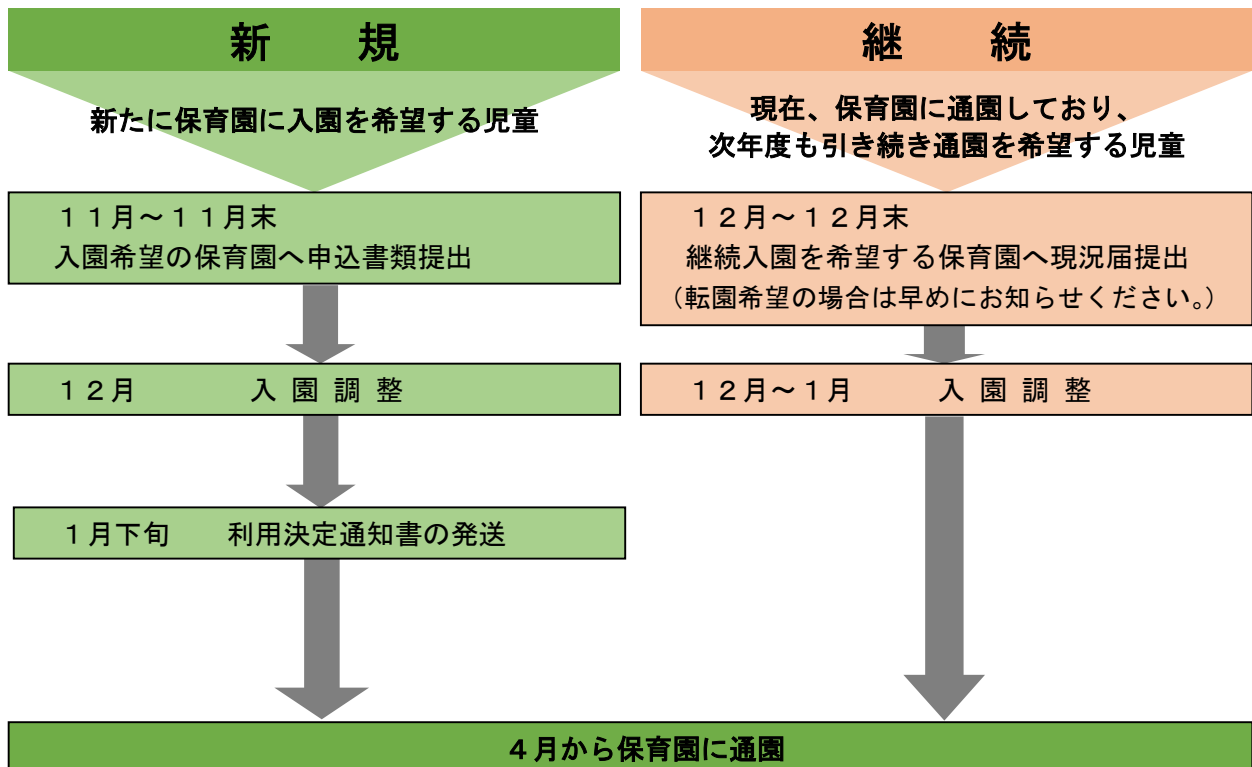 新　規
新たに保育園に入園を希望する児童
１１月～１１月末
入園希望の保育園へ申込書類提出
１２月　入園調整
１月下旬　利用決定通知書の発送
継　続
現在、保育園に通園しており、
次年度も引き続き通園を希望する児童
１２月～１２月末
継続入園を希望する保育園へ現況届提出
（転園希望の場合は早めにお知らせください。）
１２月～１月　入園調整
４月から保育園に通園